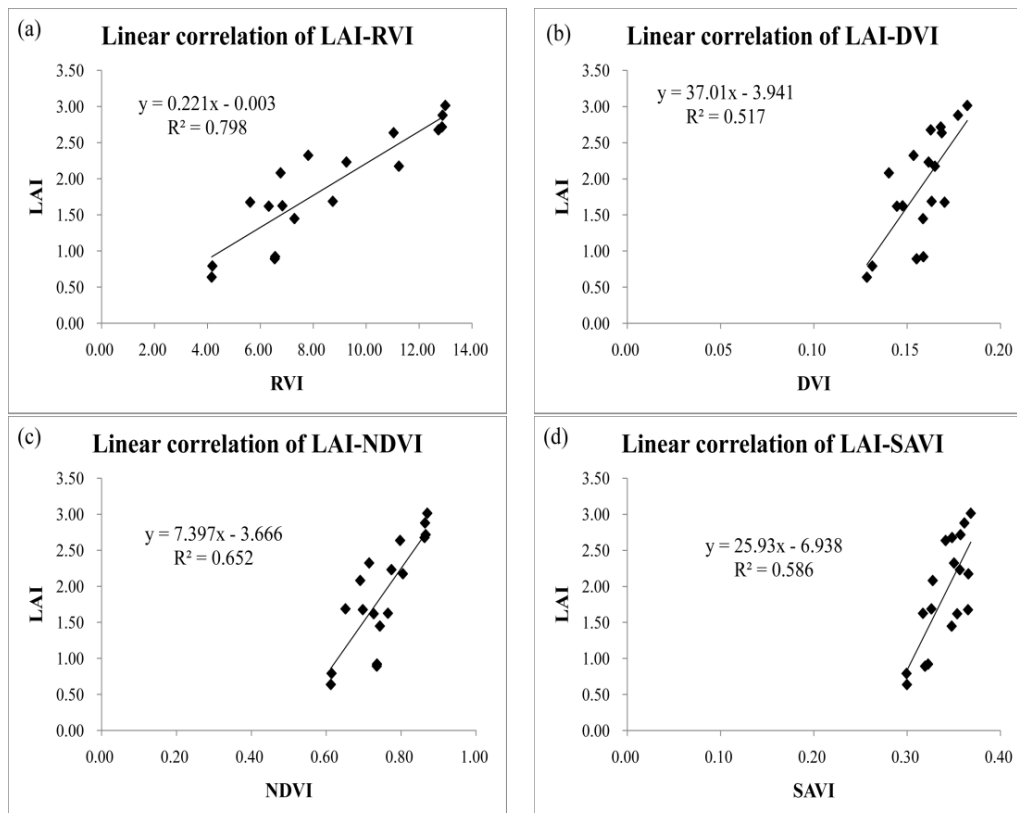 (a)
Linear correlation of LAI-RVI
3.50
3.00
2.50
2.00
1.50
1.00
0.50
0.00
LAI
y = 0.221x - 0.003
R² = 0.798
0.00 2.00 4.00 6.00 8.00 10.00 12.00 14.00
RVI
(b)
Linear correlation of LAI-DVI
3.50
3.00
2.50
2.00
1.50
1.00
0.50
0.00
LAI
y = 37.01x - 3.941
R² = 0.517
0.00 0.05 0.10 0.15 0.20
DVI
(c)
Linear correlation of LAI-NDVI
3.50
3.00
2.50
2.00
1.50
1.00
0.50
0.00
LAI
y = 7.397x - 3.666
R² = 0.652
0.00 0.20 0.40 0.60 0.80 1.00
NDVI
(d)
Linear correlation of LAI-SAVI
3.50
3.00
2.50
2.00
1.50
1.00
0.50
0.00
LAI
y = 25.93x - 6.938
R² = 0.586
0.00 0.10 0.20 0.30 0.40
SAVI